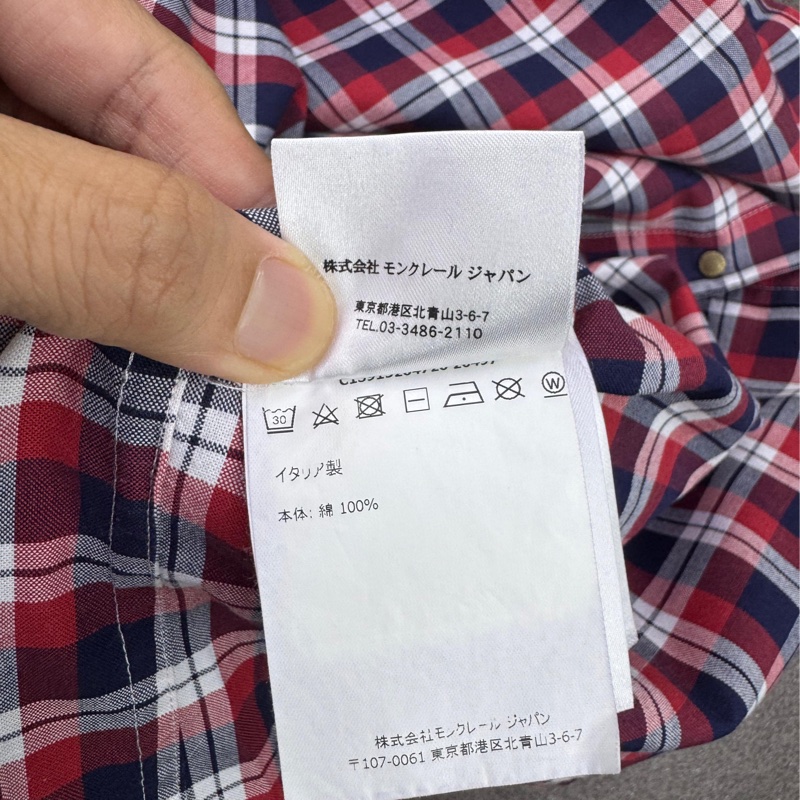 株式会社 モンクレール ジャパン
東京都港区北青山3-6-7
TEL.03-3486-2110
30
W
イタリア製
本体: 綿 100%
株式会社モンクレール ジャパン
〒107-0061 東京都港区北青山3-6-7